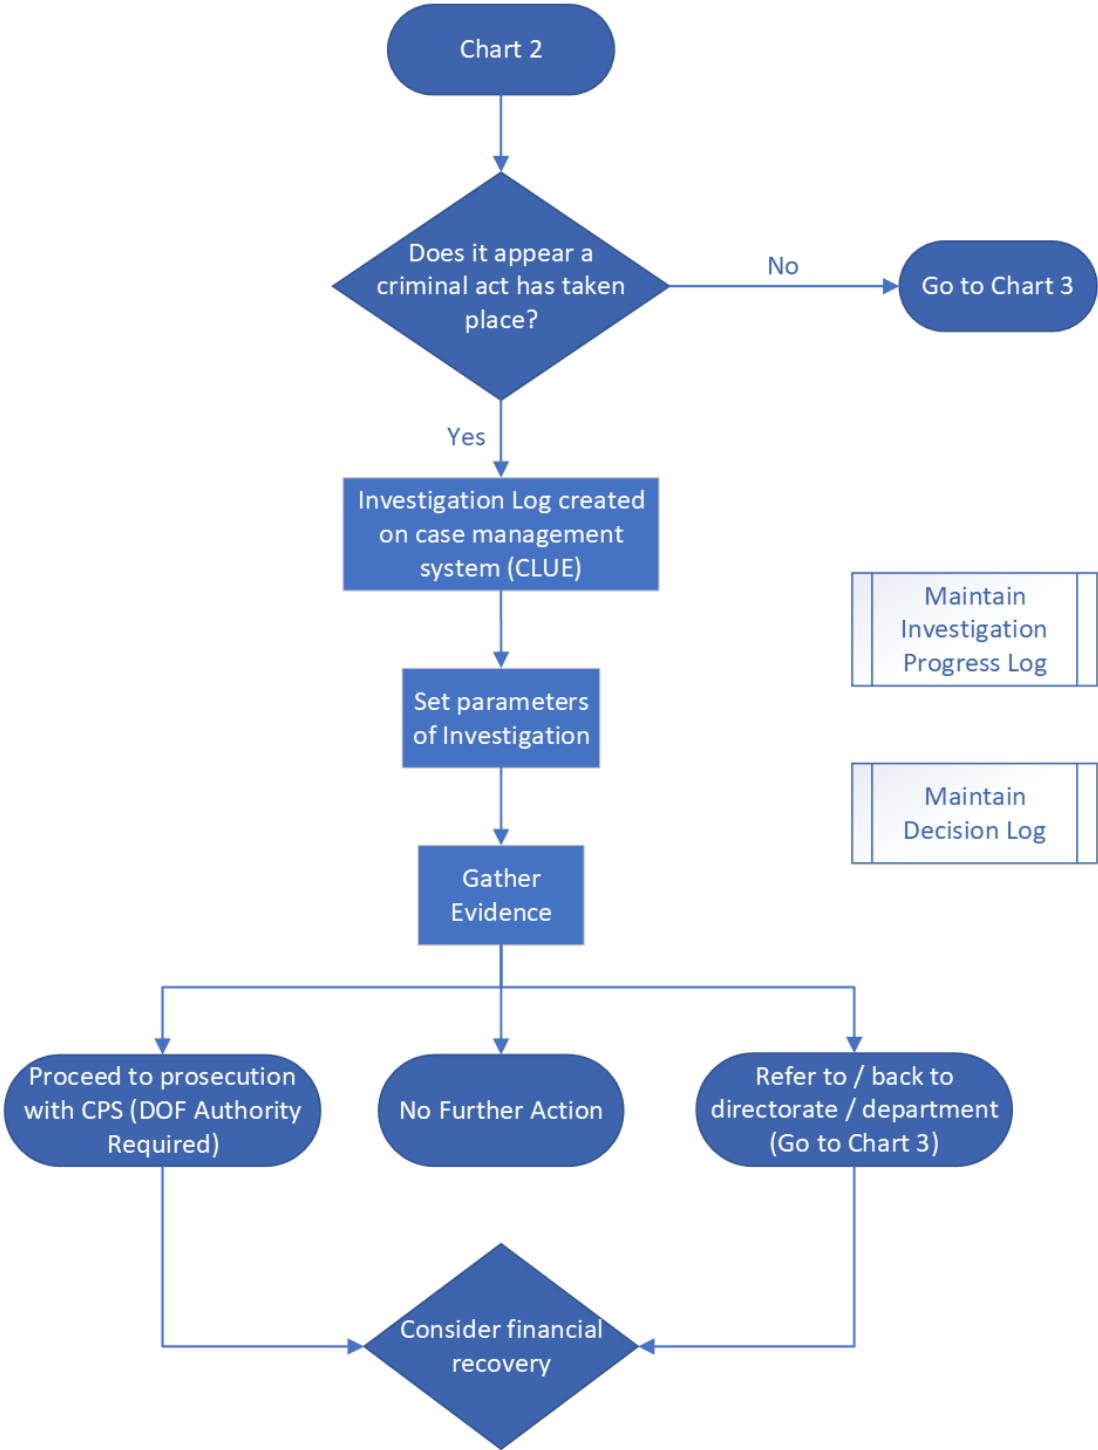 Chart 2
Does it appear a
criminal act has taken
place?
No
Go to Chart 3
Yes
Investigation Log created
on case management
system (CLUE)
Maintain
Investigation
Progress Log
Set parameters
of Investigation
Maintain
Decision Log
Gather
Evidence
Proceed to prosecution
with CPS (DOF Authority
Required)
No Further Action
Refer to / back to
directorate / department
(Go to Chart 3)
Consider financial
recovery